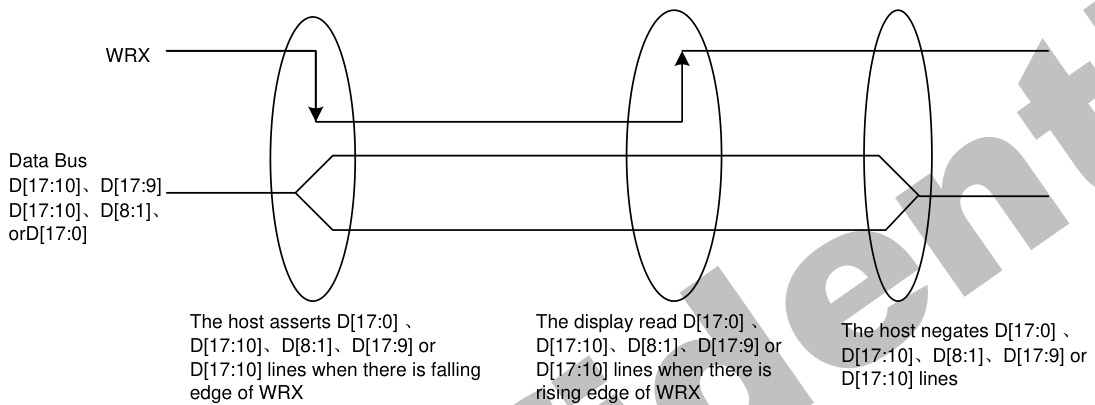 WRX
Data Bus
D[17:10]、D[17:9]
D[17:10]、D[8:1]、
orD[17:0]
The host asserts D[17:0] 、
D[17:10]、D[8:1]、D[17:9] or
D[17:10] lines when there is falling
edge of WRX
The display read D[17:0] 、
D[17:10]、D[8:1]、D[17:9] or
D[17:10] lines when there is
rising edge of WRX
The host negates D[17:0] 、
D[17:10]、D[8:1]、D[17:9] or
D[17:10] lines
ident